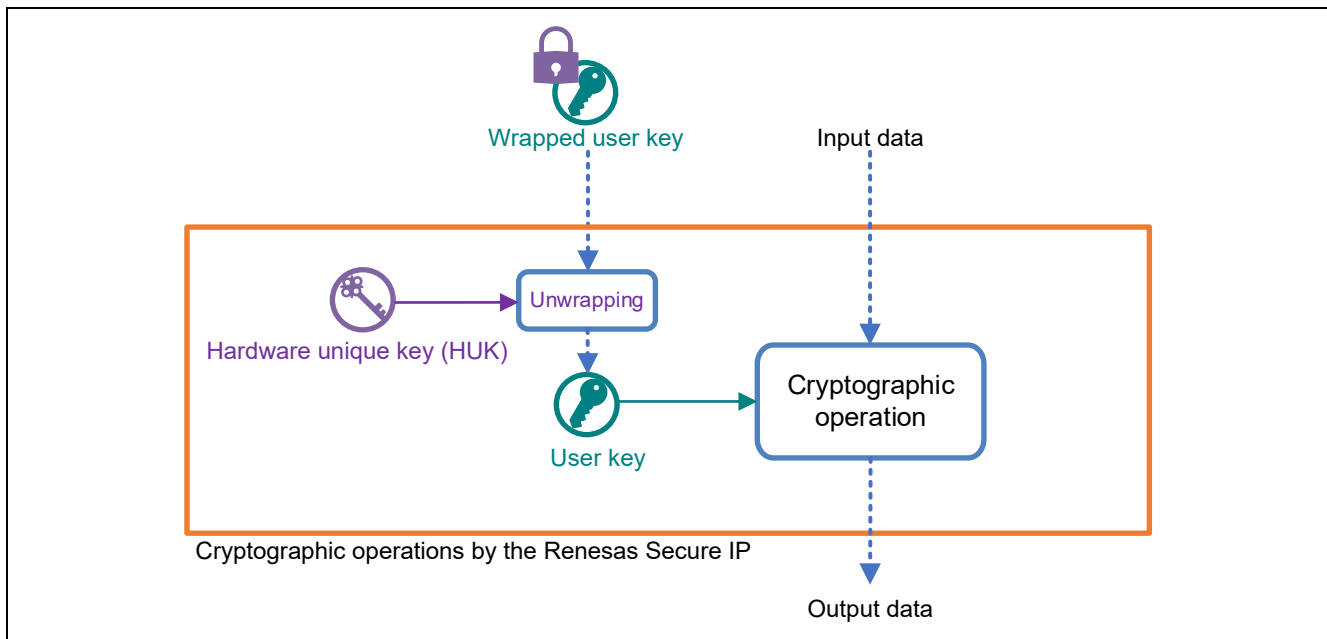 Wrapped user key
Input data
Unwrapping
Hardware unique key (HUK)
Cryptographic
operation
User key
Cryptographic operations by the Renesas Secure IP
Output data